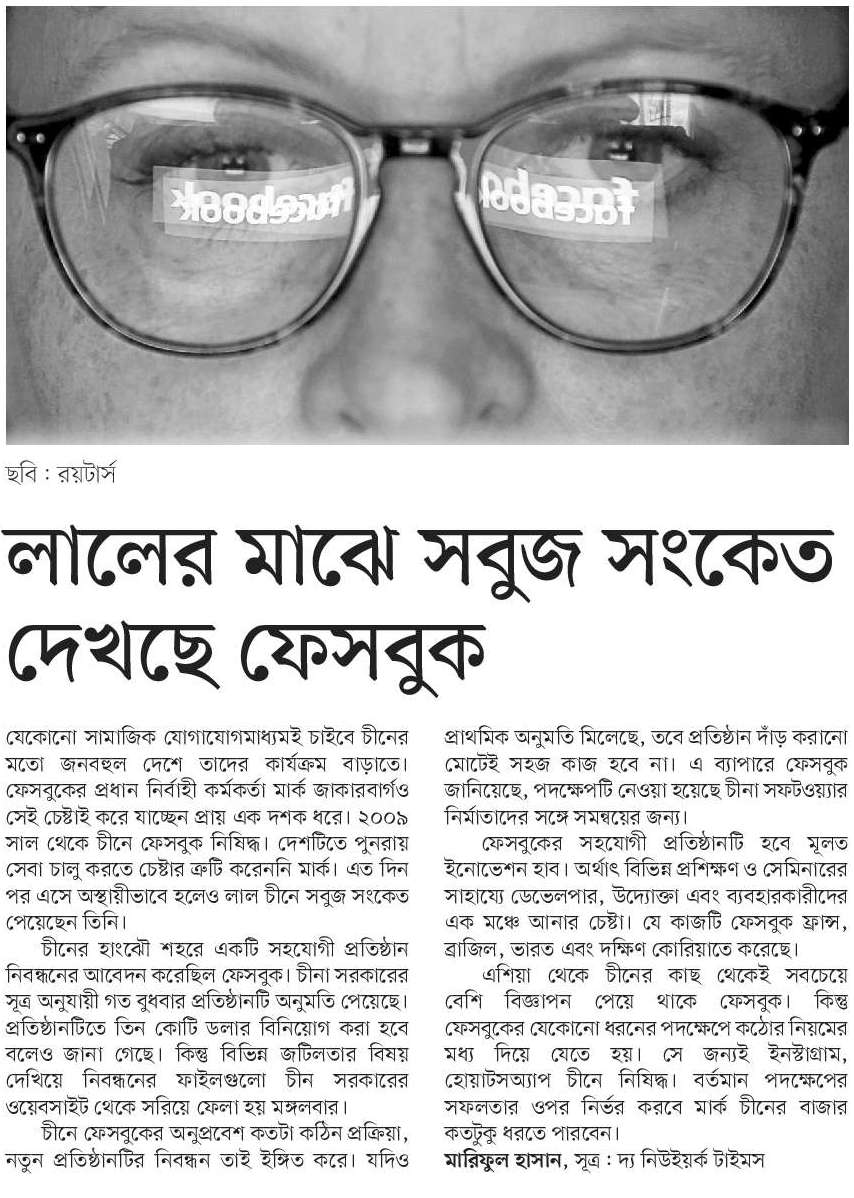 facebook
facebook
ছবি : রয়টার্স
লালের মাঝে সবুজ সংকেত
দেখছে ফেসবুক
যেকোনো সামাজিক যোগাযোগমাধ্যমই চাইবে চীনের
মতো জনবহুল দেশে তাদের কার্যক্রম বাড়াতে।
ফেসবুকের প্রধান নির্বাহী কর্মকর্তা মার্ক জাকারবার্গও
সেই চেষ্টাই করে যাচ্ছেন প্রায় এক দশক ধরে। ২০০৯
সাল থেকে চীনে ফেসবুক নিষিদ্ধ। দেশটিতে পুনরায়
সেবা চালু করতে চেষ্টার ত্রুটি করেননি মার্ক। এত দিন
পর এসে অস্থায়ীভাবে হলেও লাল চীনে সবুজ সংকেত
পেয়েছেন তিনি।
চীনের হাংঝৌ শহরে একটি সহযোগী প্রতিষ্ঠান
নিবন্ধনের আবেদন করেছিল ফেসবুক। চীনা সরকারের
সূত্র অনুযায়ী গত বুধবার প্রতিষ্ঠানটি অনুমতি পেয়েছে।
প্রতিষ্ঠানটিতে তিন কোটি ডলার বিনিয়োগ করা হবে
বলেও জানা গেছে। কিন্তু বিভিন্ন জটিলতার বিষয়
দেখিয়ে নিবন্ধনের ফাইলগুলো চীন সরকারের
ওয়েবসাইট থেকে সরিয়ে ফেলা হয় মঙ্গলবার।
চীনে ফেসবুকের অনুপ্রবেশ কতটা কঠিন প্রক্রিয়া,
নতুন প্রতিষ্ঠানটির নিবন্ধন তাই ইঙ্গিত করে। যদিও
প্রাথমিক অনুমতি মিলেছে, তবে প্রতিষ্ঠান দাঁড় করানো
মোটেই সহজ কাজ হবে না। এ ব্যাপারে ফেসবুক
জানিয়েছে, পদক্ষেপটি নেওয়া হয়েছে চীনা সফটওয়্যার
নির্মাতাদের সঙ্গে সমন্বয়ের জন্য।
ফেসবুকের সহযোগী প্রতিষ্ঠানটি হবে মূলত
ইনোভেশন হাব। অর্থাৎ বিভিন্ন প্রশিক্ষণ ও সেমিনারের
সাহায্যে ডেভেলপার, উদ্যোক্তা এবং ব্যবহারকারীদের
এক মঞ্চে আনার চেষ্টা। যে কাজটি ফেসবুক ফ্রান্স,
ব্রাজিল, ভারত এবং দক্ষিণ কোরিয়াতে করেছে।
এশিয়া থেকে চীনের কাছ থেকেই সবচেয়ে
বেশি বিজ্ঞাপন পেয়ে থাকে ফেসবুক। কিন্তু
ফেসবুকের যেকোনো ধরনের পদক্ষেপে কঠোর নিয়মের
মধ্য দিয়ে যেতে হয়। সে জন্যই ইনস্টাগ্রাম,
হোয়াটসঅ্যাপ চীনে নিষিদ্ধ। বর্তমান পদক্ষেপের
সফলতার ওপর নির্ভর করবে মার্ক চীনের বাজার
কতটুকু ধরতে পারবেন।
মারিফুল হাসান, সূত্র : দ্য নিউইয়র্ক টাইমস